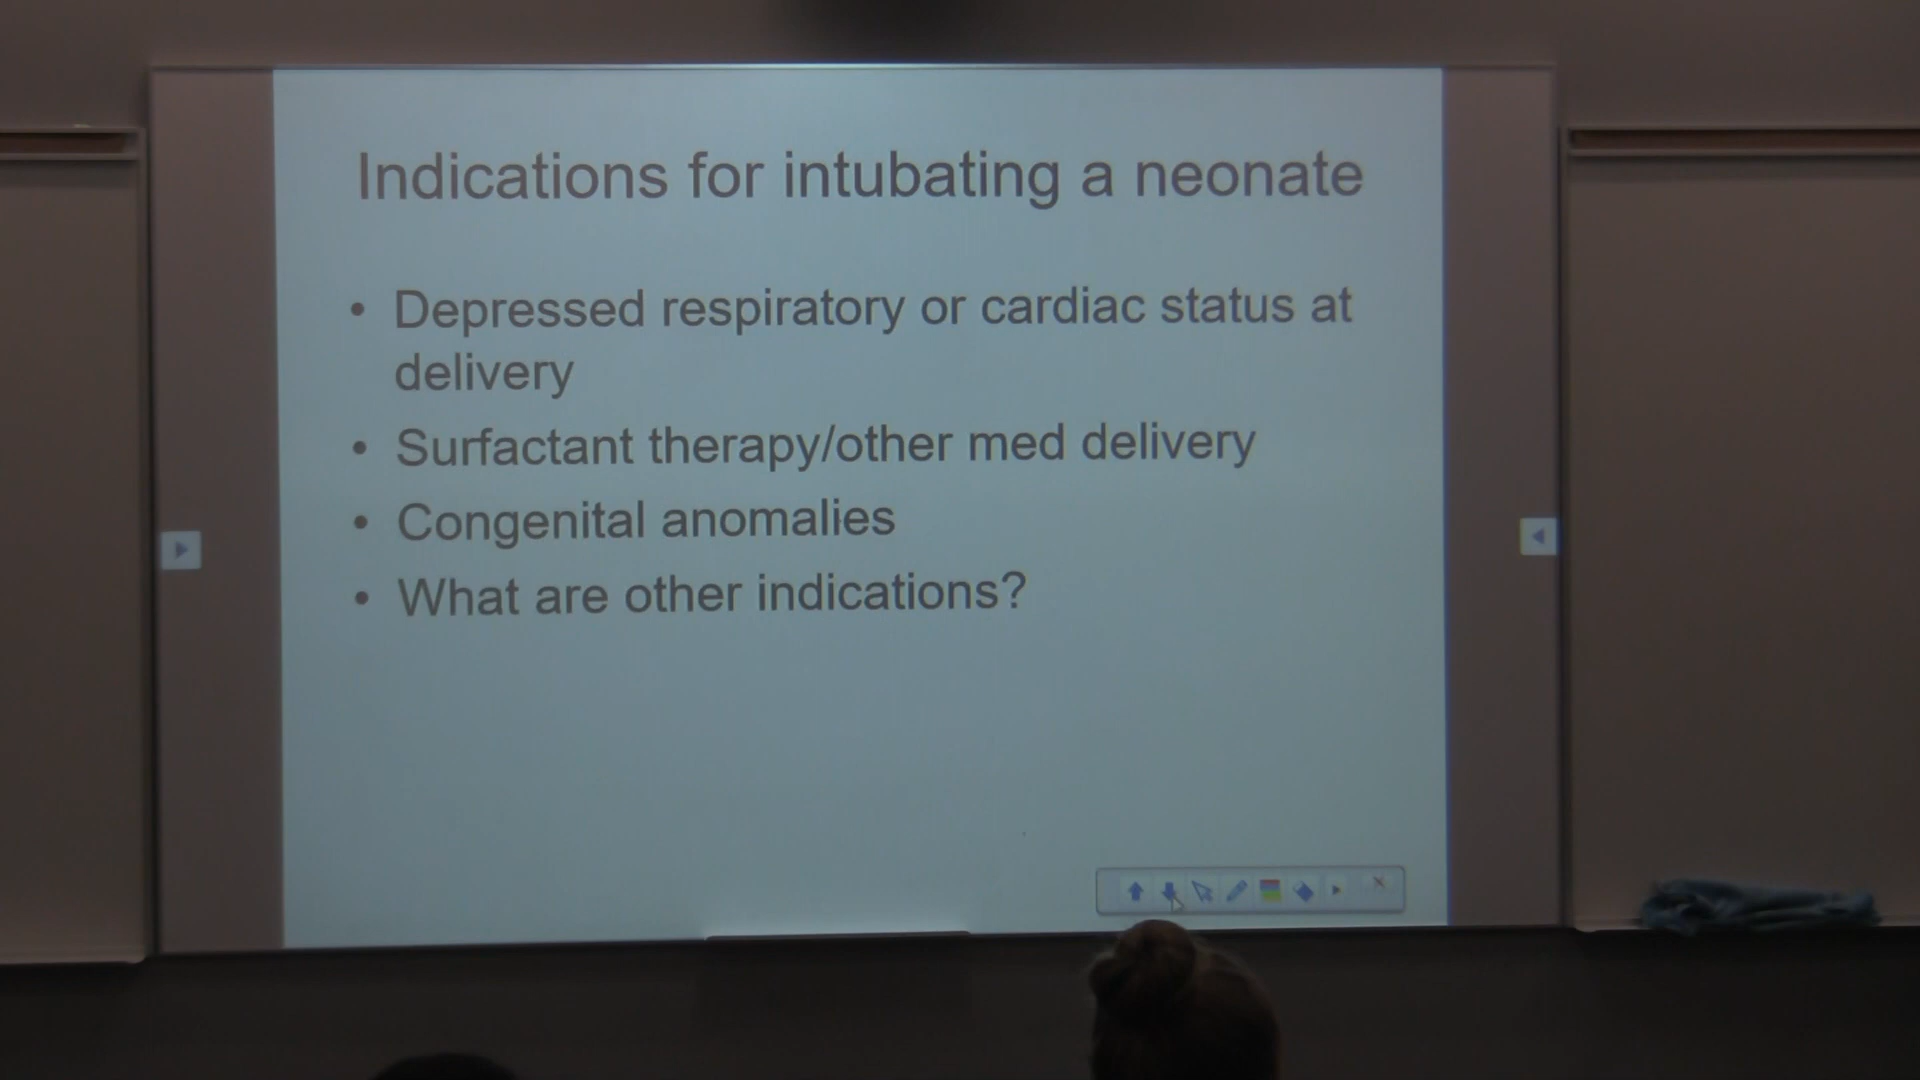 Indications for intubating a neonate
• Depressed respiratory or cardiac status at
delivery
• Surfactant therapy/other med delivery
• Congenital anomalies
• What are other indications?